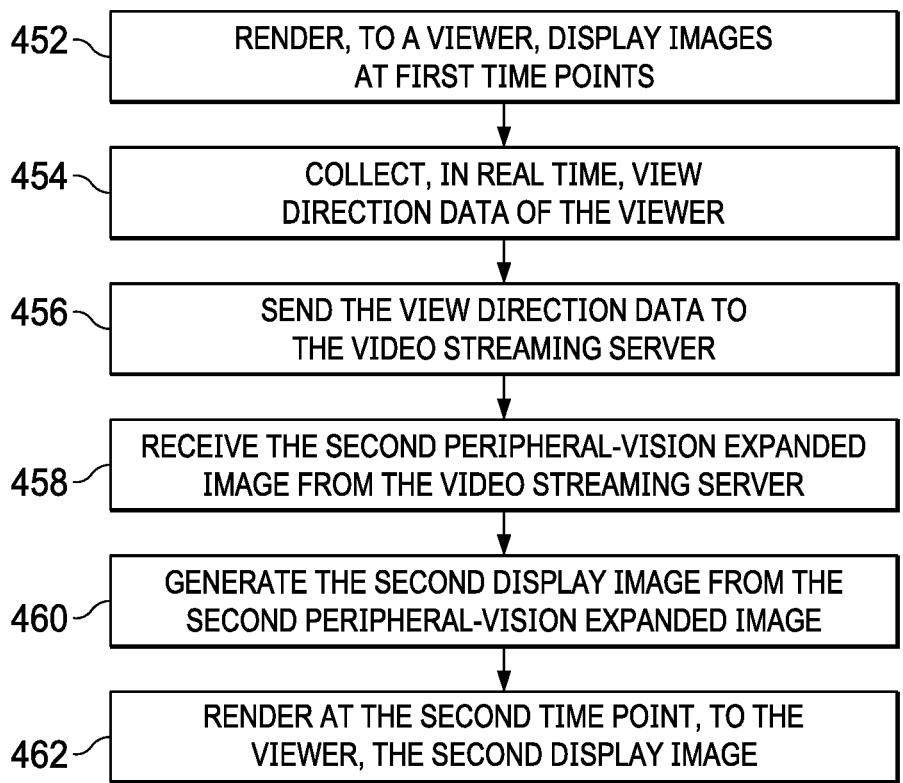 452
RENDER, TO A VIEWER, DISPLAY IMAGES
AT FIRST TIME POINTS
454
COLLECT, IN REAL TIME, VIEW
DIRECTION DATA OF THE VIEWER
456
SEND THE VIEW DIRECTION DATA TO
THE VIDEO STREAMING SERVER
458
RECEIVE THE SECOND PERIPHERAL-VISION EXPANDED
IMAGE FROM THE VIDEO STREAMING SERVER
460
GENERATE THE SECOND DISPLAY IMAGE FROM THE
SECOND PERIPHERAL-VISION EXPANDED IMAGE
462
RENDER AT THE SECOND TIME POINT, TO THE
VIEWER, THE SECOND DISPLAY IMAGE